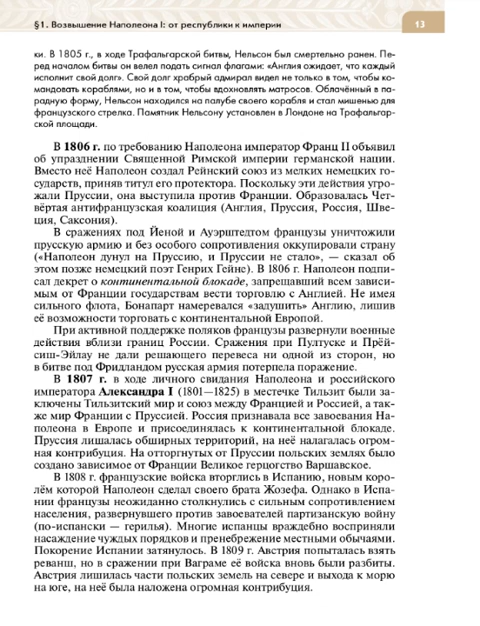 §1. Возвышение Наполеона I: от республики к империи
13
ки. В 1805 г., в ходе Трафальгарской битвы, Нельсон был смертельно ранен. Пе-
ред началом битвы он велел подать сигнал флагами: «Англия ожидает, что каждый
исполнит свой долг». Свой долг храбрый адмирал видел не только в том, чтобы ко-
мандовать кораблями, но и в том, чтобы вдохновлять матросов. Облачённый в па-
радную форму, Нельсон находился на палубе своего корабля и стал мишенью для
французского стрелка. Памятник Нельсону установлен в Лондоне на Трафальгар-
ской площади.
В 1806 г. по требованию Наполеона император Франц II объявил
об упразднении Священной Римской империи германской нации.
Вместо неё Наполеон создал Рейнский союз из мелких немецких го-
сударств, приняв титул его протектора. Поскольку эти действия угро-
жали Пруссии, она выступила против Франции. Образовалась Чет-
вёртая антифранцузская коалиция (Англия, Пруссия, Россия, Шве-
ция, Саксония).
В сражениях под Йеной и Ауэрштедтом французы уничтожили
прусскую армию и без особого сопротивления оккупировали страну
(«Наполеон дунул на Пруссию, и Пруссии не стало», — сказал об
этом позже немецкий поэт Генрих Гейне). В 1806 г. Наполеон подпи-
сал декрет о континентальной блокаде, запрещавший всем зависи-
мым от Франции государствам вести торговлю с Англией. Не имея
сильного флота, Бонапарт намеревался «задушить» Англию, лишив
её возможности торговать с континентальной Европой.
При активной поддержке поляков французы развернули военные
действия вблизи границ России. Сражения при Пултуске и Прёй-
сиш-Эйлау не дали решающего перевеса ни одной из сторон, но
в битве под Фридландом русская армия потерпела поражение.
В 1807 г. в ходе личного свидания Наполеона и российского
императора Александра I (1801—1825) в местечке Тильзит были за-
ключены Тильзитский мир и союз между Францией и Россией, а так-
же мир Франции с Пруссией. Россия признавала все завоевания На-
полеона в Европе и присоединялась к континентальной блокаде.
Пруссия лишалась обширных территорий, на неё налагалась огром-
ная контрибуция. На отторгнутых от Пруссии польских землях было
создано зависимое от Франции Великое герцогство Варшавское.
В 1808 г. французские войска вторглись в Испанию, новым коро-
лём которой Наполеон сделал своего брата Жозефа. Однако в Испа-
нии французы неожиданно столкнулись с сильным сопротивлением
населения, развернувшего против завоевателей партизанскую войну
(по-испански — герилья). Многие испанцы враждебно восприняли
насаждение чуждых порядков и пренебрежение местными обычаями.
Покорение Испании затянулось. В 1809 г. Австрия попыталась взять
реванш, но в сражении при Ваграме её войска вновь были разбиты.
Австрия лишилась части польских земель на севере и выхода к морю
на юге, на неё была наложена огромная контрибуция.